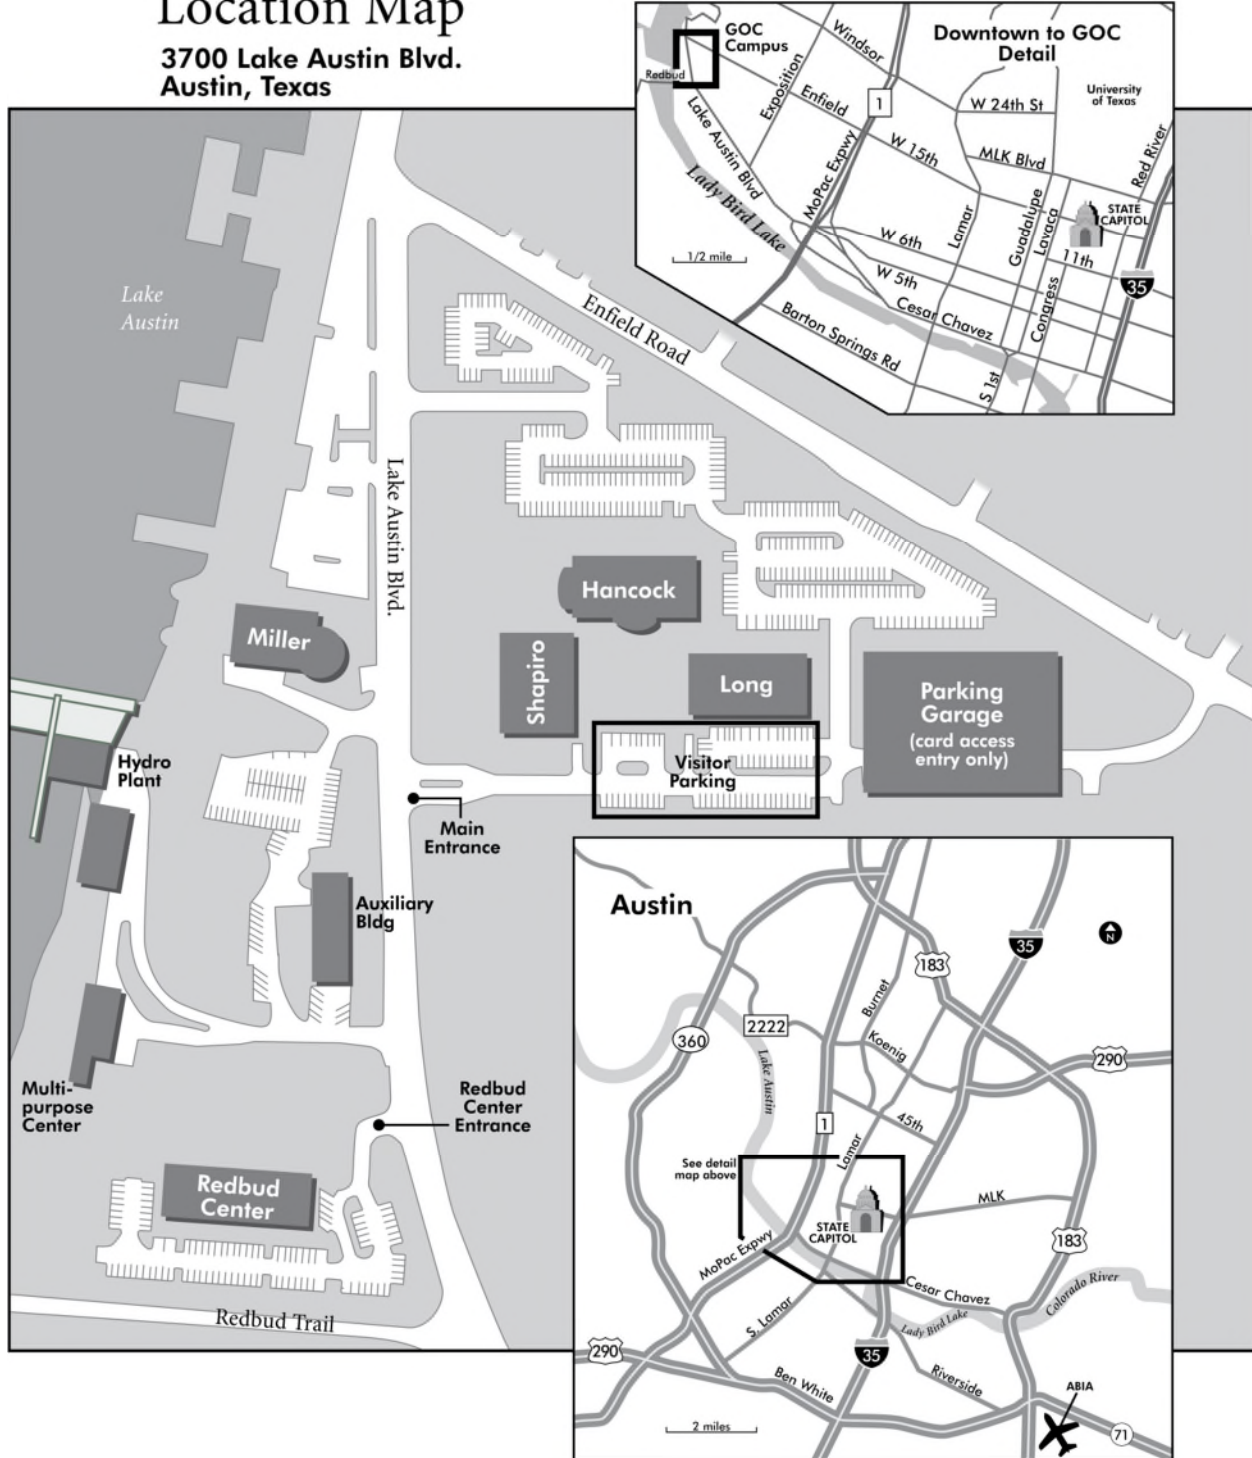 Location Map
3700 Lake Austin Blvd.
Austin, Texas
Downtown to GOC
Detail
GOC
Campus
Redbud
Windsor
Exposition
Enfield
1
W 24th St
University
of Texas
Lake Austin Blvd
MoPac Expwy
W 15th
MLK Blvd
Red River
Lady Bird Lake
Lamar
Guadalupe
Lavaca
STATE
CAPITOL
W 6th
11th
1/2 mile
W 5th
35
Cesar Chavez
Congress
Barton Springs Rd
S 1st
Lake
Austin
Enfield Road
Lake Austin Blvd.
Hancock
Miller
Shapiro
Long
Parking
Garage
(card access
entry only)
Visitor
Parking
Hydro
Plant
Main
Entrance
Auxiliary
Bldg
Multi-
purpose
Center
Redbud
Center
Entrance
Redbud
Center
Redbud Trail
Austin
35
N
183
Burnet
2222
360
Koenig
Lake Austin
290
1
45th
Lamar
See detail
map above
MLK
STATE
CAPITOL
183
MoPac Expwy
Cesar Chavez
Colorado River
S. Lamar
Lady Bird Lake
290
35
Ben White
Riverside
ABIA
2 miles
71